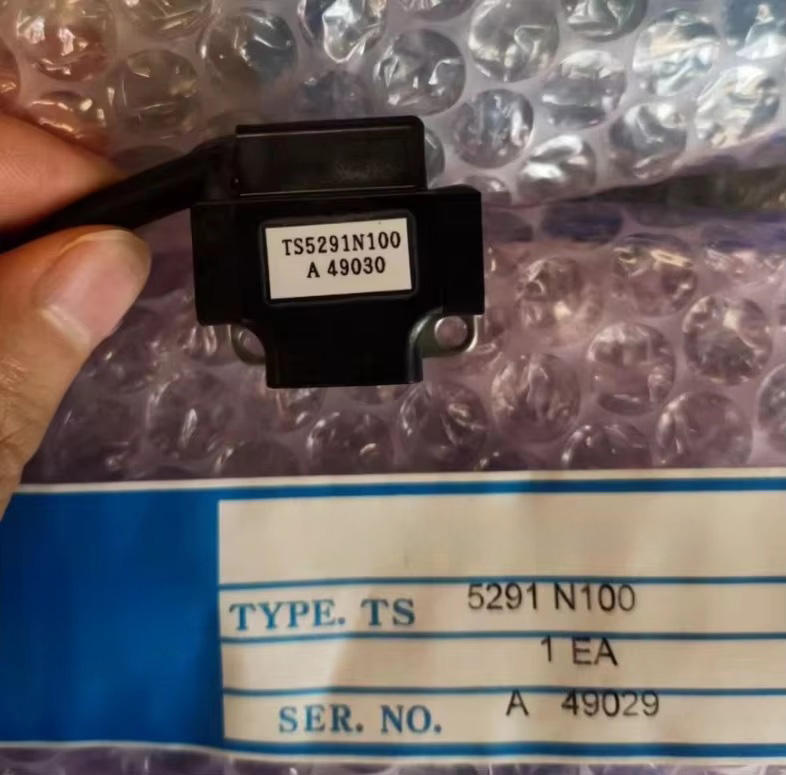 TS5291N100
A 49030
TYPE. TS 5291 N100
1 EA
SER. NO. A 49029